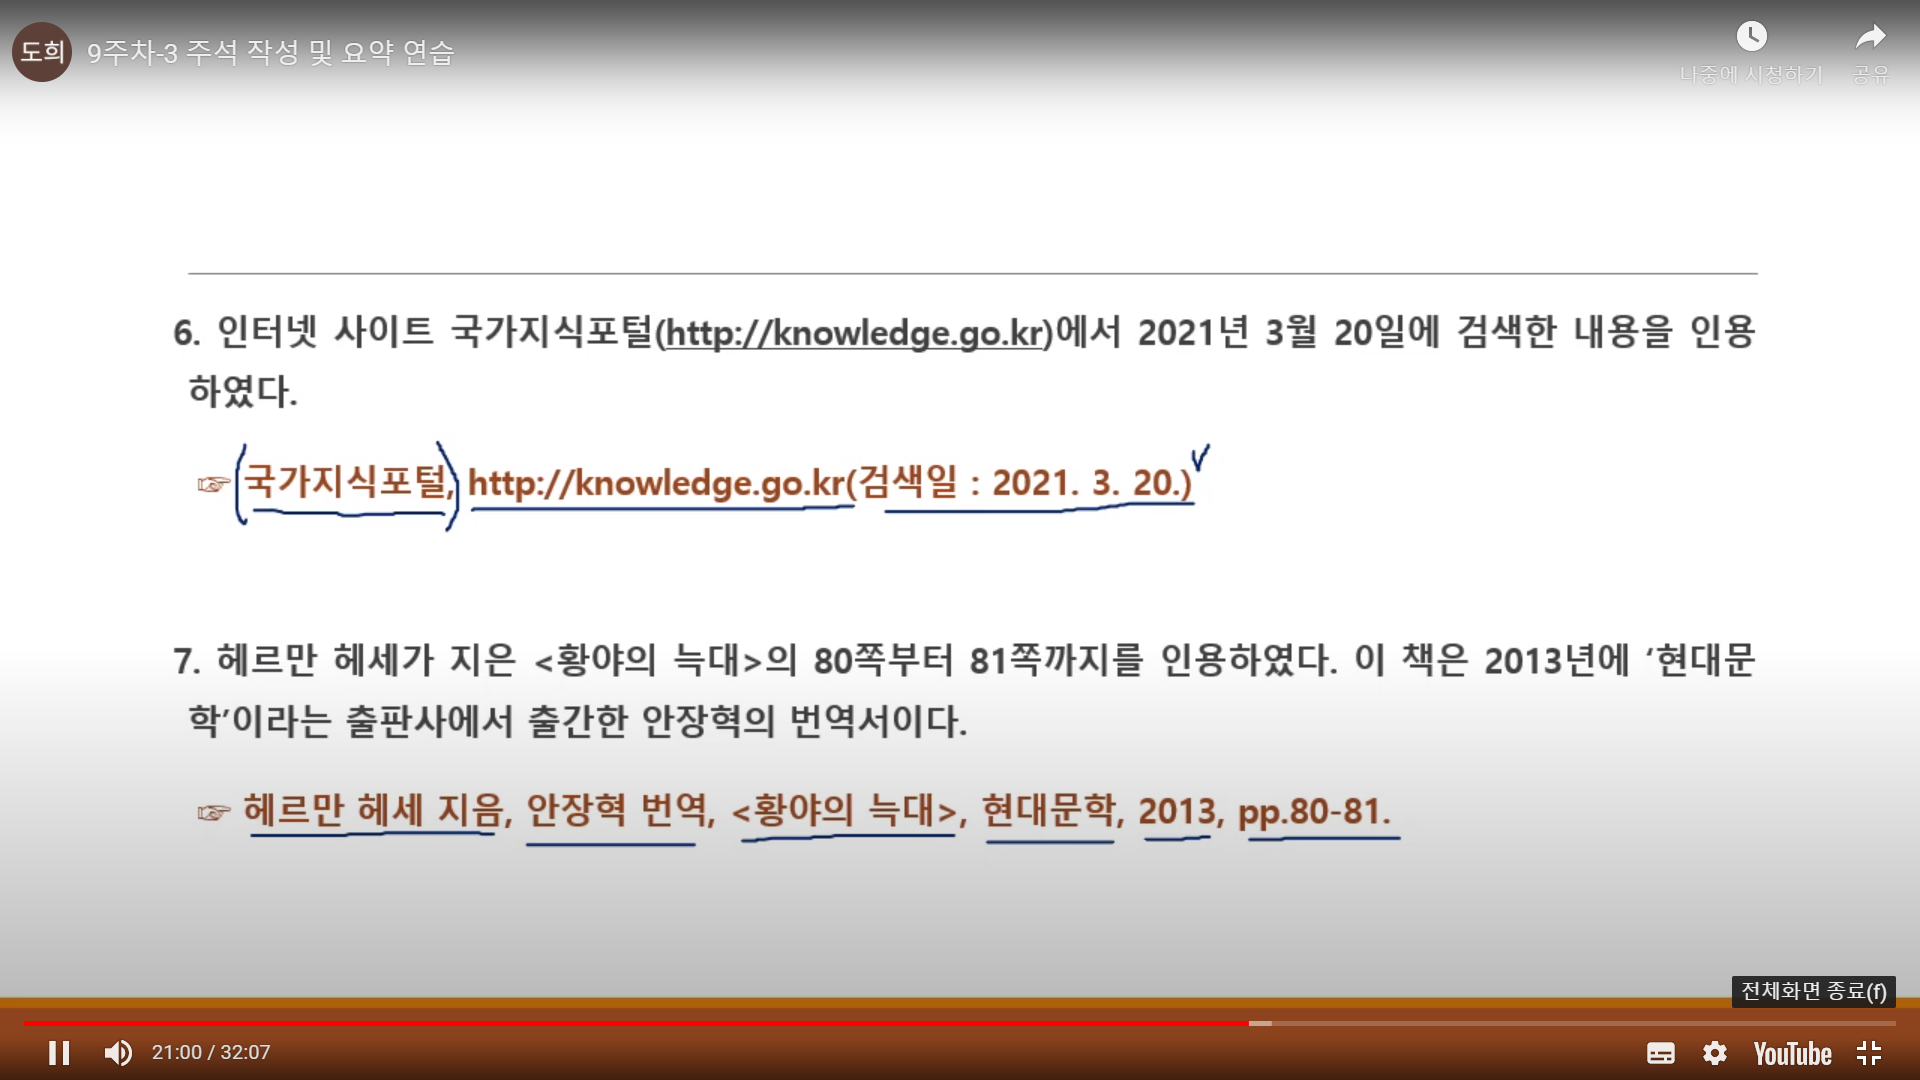 도희 9주차-3 주석 작성 및 요약 연습
나중에 시청하기
공유
6. 인터넷 사이트 국가지식포털(http://knowledge.go.kr)에서 2021년 3월 20일에 검색한 내용을 인용
하였다.
☞ 국가지식포털, http://knowledge.go.kr(검색일 : 2021. 3. 20.)
7. 헤르만 헤세가 지은 <황야의 늑대>의 80쪽부터 81쪽까지를 인용하였다. 이 책은 2013년에 ‘현대문
학’이라는 출판사에서 출간한 안장혁의 번역서이다.
☞ 헤르만 헤세 지음, 안장혁 번역, <황야의 늑대>, 현대문학, 2013, pp.80-81.
전체화면 종료(f)
21:00 / 32:07
YouTube